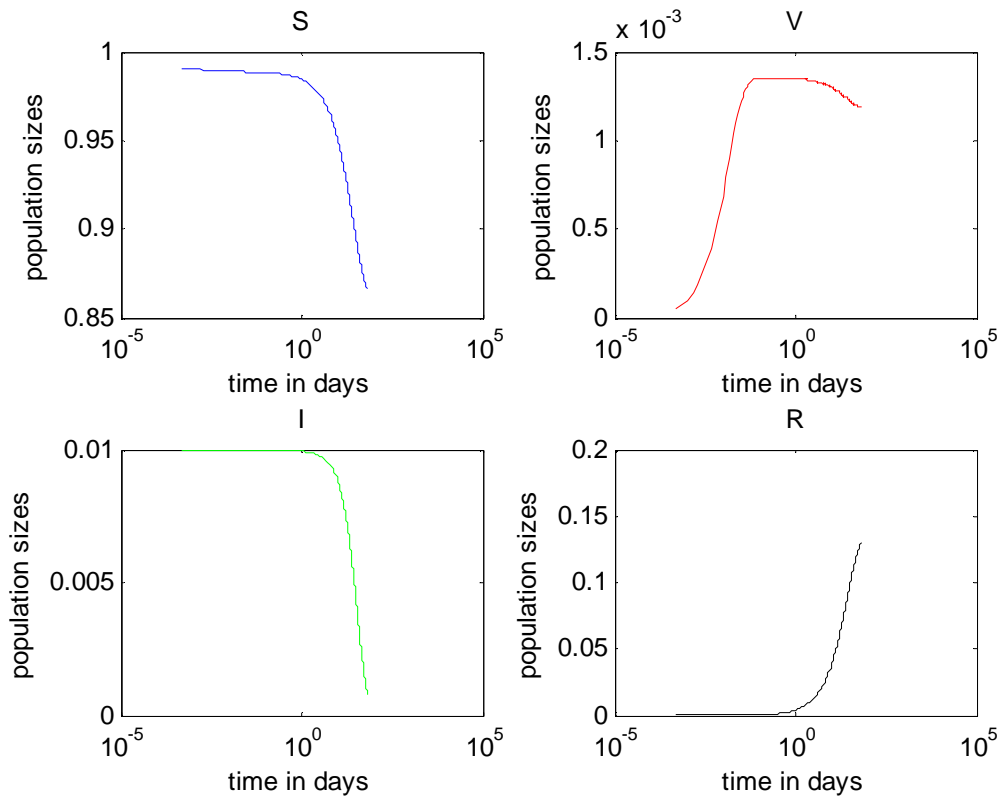 S
1
0.95
0.9
0.85
10^-5
10^0
10^5
population sizes
time in days
V
x 10^-3
1.5
1
0.5
0
10^-5
10^0
10^5
population sizes
time in days
I
0.01
0.005
0
10^-5
10^0
10^5
population sizes
time in days
R
0.2
0.15
0.1
0.05
0
10^-5
10^0
10^5
population sizes
time in days